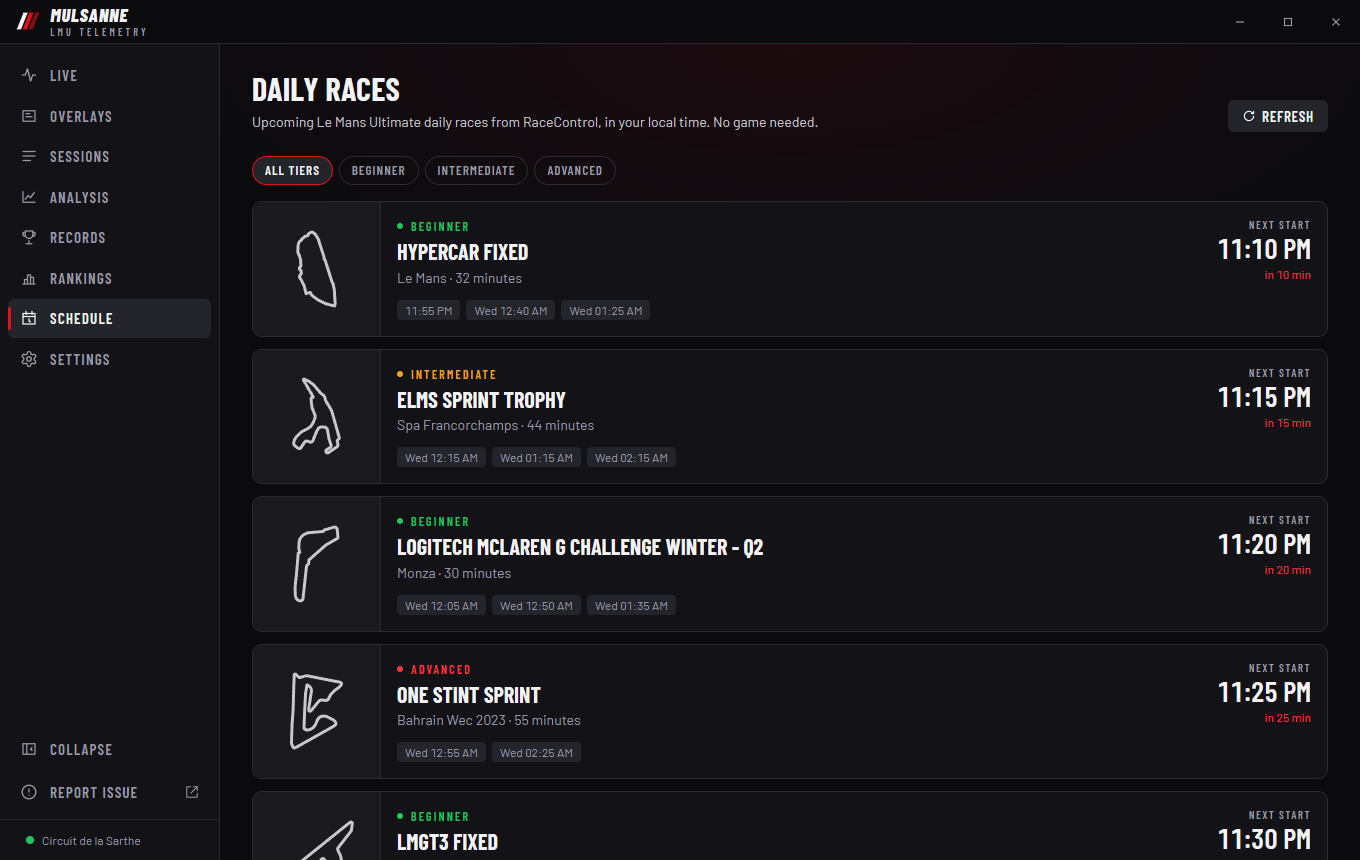 MULSANNE
LMU TELEMETRY
LIVE
OVERLAYS
SESSIONS
ANALYSIS
RECORDS
RANKINGS
SCHEDULE
SETTINGS
COLLAPSE
REPORT ISSUE
Circuit de la Sarthe
DAILY RACES
Upcoming Le Mans Ultimate daily races from RaceControl, in your local time. No game needed.
REFRESH
ALL TIERS BEGINNER INTERMEDIATE ADVANCED
BEGINNER
HYPERCAR FIXED
Le Mans · 32 minutes
11:55 PM Wed 12:40 AM Wed 01:25 AM
NEXT START
11:10 PM
in 10 min
INTERMEDIATE
ELMS SPRINT TROPHY
Spa Francorchamps · 44 minutes
Wed 12:15 AM Wed 01:15 AM Wed 02:15 AM
NEXT START
11:15 PM
in 15 min
BEGINNER
LOGITECH MCLAREN G CHALLENGE WINTER - Q2
Monza · 30 minutes
Wed 12:05 AM Wed 12:50 AM Wed 01:35 AM
NEXT START
11:20 PM
in 20 min
ADVANCED
ONE STINT SPRINT
Bahrain Wec 2023 · 55 minutes
Wed 12:55 AM Wed 02:25 AM
NEXT START
11:25 PM
in 25 min
BEGINNER
LMGT3 FIXED
NEXT START
11:30 PM